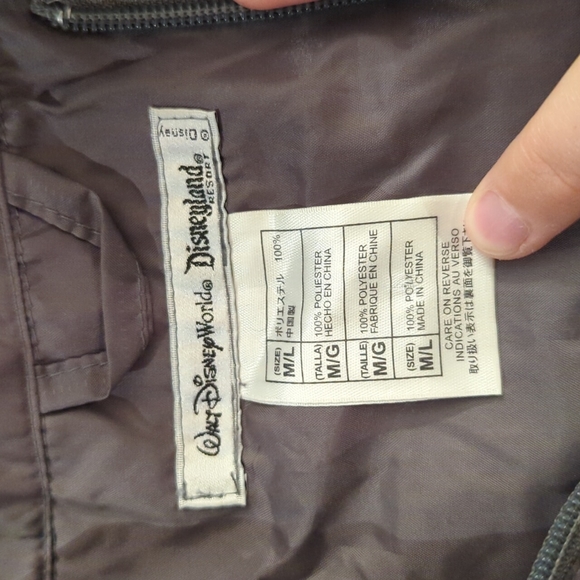 Walt Disney World® Disneyland®
RESORT
© Disney
(SIZE)
M/L
ポリエステル 100%
中国製
(TALLA)
M/G
100% POLIESTER
HECHO EN CHINA
(TAILLE)
M/G
100% POLYESTER
FABRIQUE EN CHINE
(SIZE)
M/L
100% POLYESTER
MADE IN CHINA
CARE ON REVERSE
INDICATIONS AU VERSO
取り扱い表示は裏面を御覧下